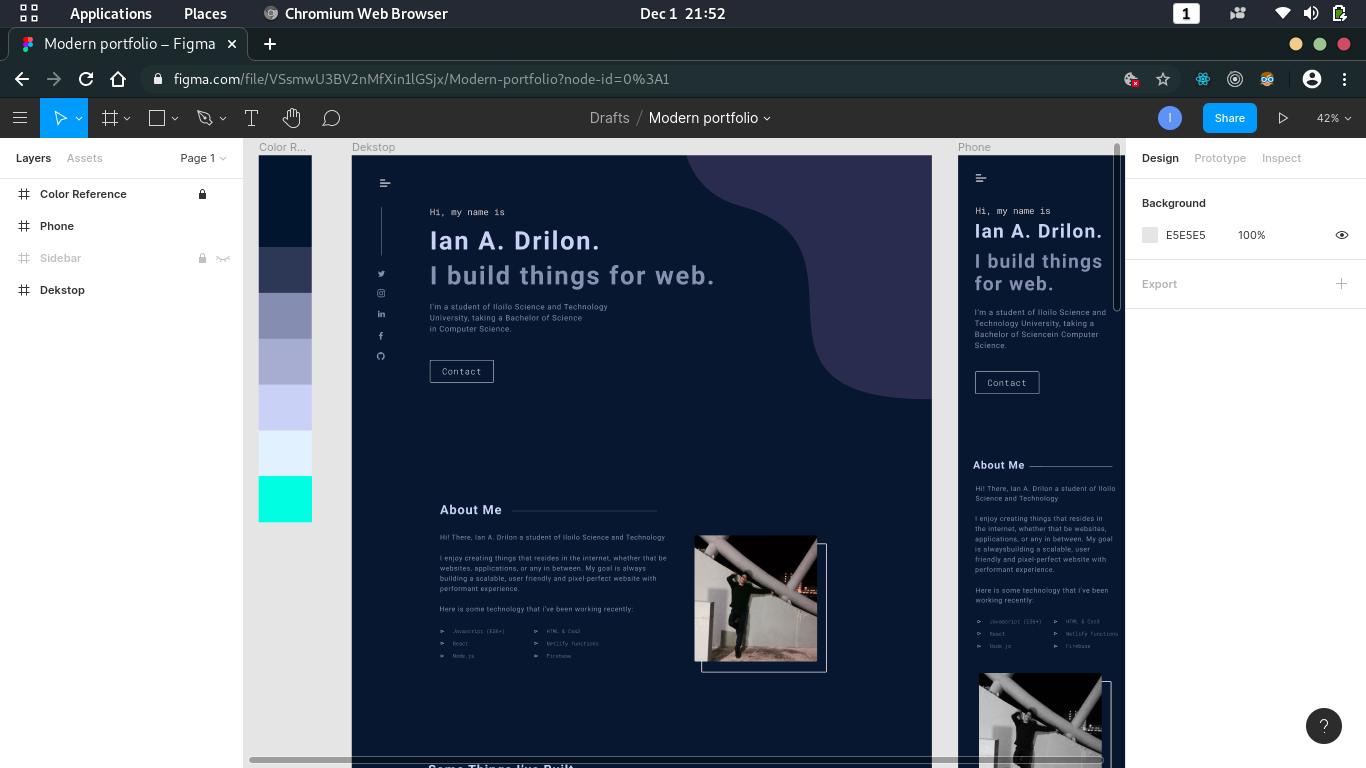 Applications Places Chromium Web Browser Dec 1 21:52 1
Modern portfolio – Figma
figma.com/file/VSsmwU3BV2nMfXin1lGSjx/Modern-portfolio?node-id=0%3A1
Drafts / Modern portfolio I Share 42%
Layers Assets Page 1
Color Reference
Phone
Sidebar
Dekstop
Color R...
Dekstop
Hi, my name is
Ian A. Drilon.
I build things for web.
I'm a student of Iloilo Science and Technology
University, taking a Bachelor of Science
in Computer Science.
Contact
About Me
Hi! There, Ian A. Drilon a student of Iloilo Science and Technology
I enjoy creating things that resides in the internet, whether that be
websites, applications, or any in between. My goal is always
building a scalable, user friendly and pixel-perfect website with
performant experience.
Here is some technology that i've been working recently:
Javascript (ES6+) HTML & Css3
React Netlify Functions
Node.js Firebase
Some Things I've Built
Phone
Hi, my name is
Ian A. Drilon.
I build things
for web.
I'm a student of Iloilo Science and
Technology University, taking a
Bachelor of Sciencein Computer
Science.
Contact
About Me
Hi! There, Ian A. Drilon a student of Iloilo
Science and Technology
I enjoy creating things that resides in
the internet, whether that be websites,
applications, or any in between. My goal
is alwaysbuilding a scalable, user
friendly and pixel-perfect website with
performant experience.
Here is some technology that i've been
working recently:
Javascript (ES6+) HTML & Css3
React Netlify Functions
Node.js Firebase
Design Prototype Inspect
Background
E5E5E5 100%
Export
?